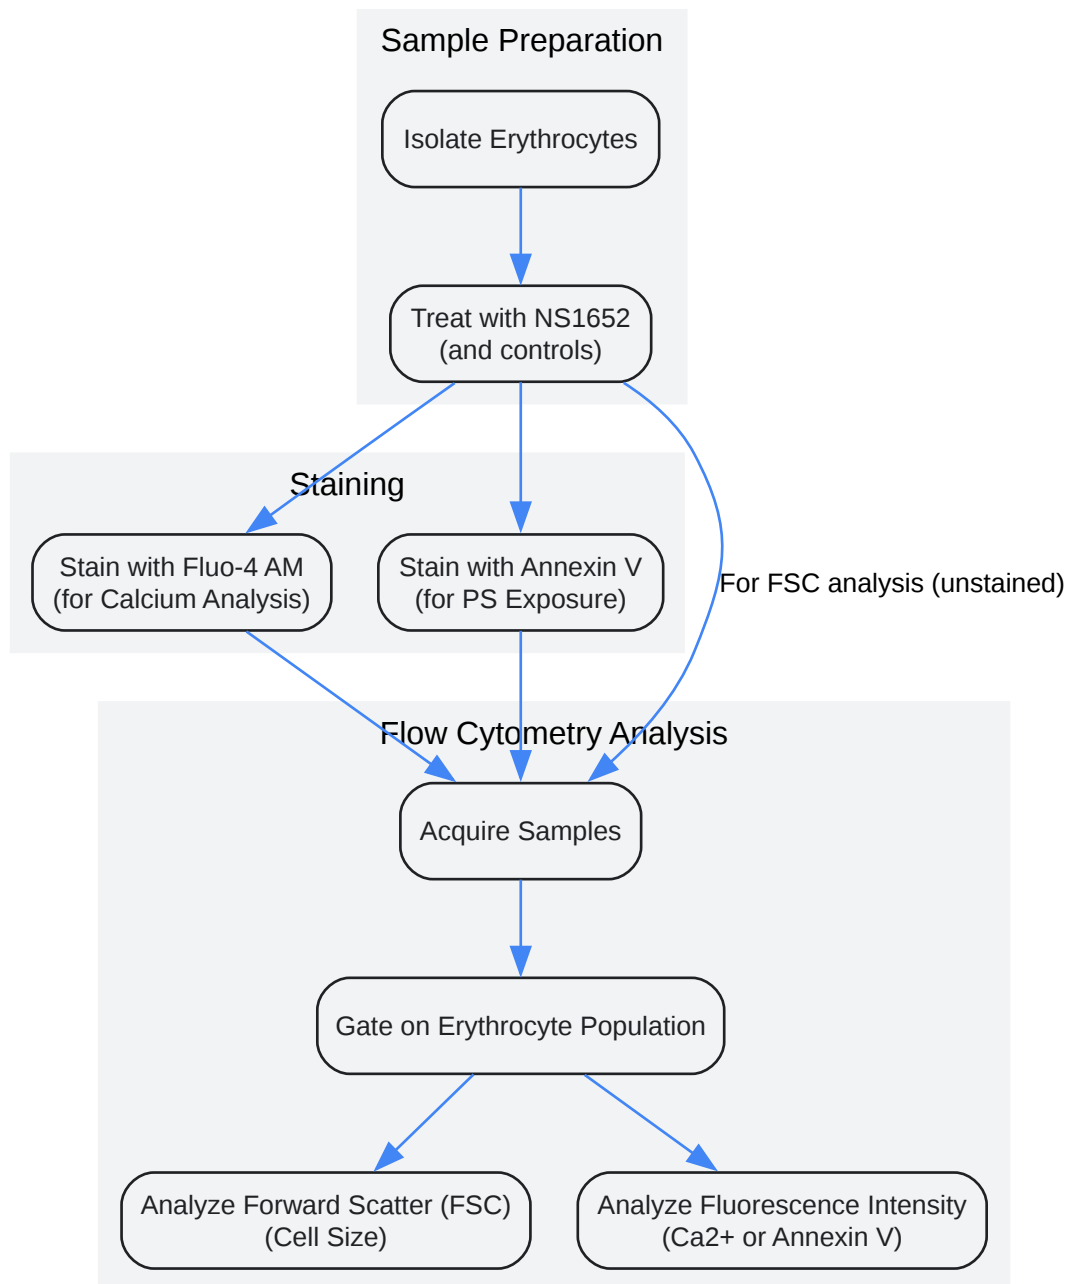 Sample Preparation
Isolate Erythrocytes
Treat with NS1652
(and controls)
Staining
Stain with Fluo-4 AM
(for Calcium Analysis)
Stain with Annexin V
(for PS Exposure)
For FSC analysis (unstained)
Flow Cytometry Analysis
Acquire Samples
Gate on Erythrocyte Population
Analyze Forward Scatter (FSC)
(Cell Size)
Analyze Fluorescence Intensity
(Ca2+ or Annexin V)